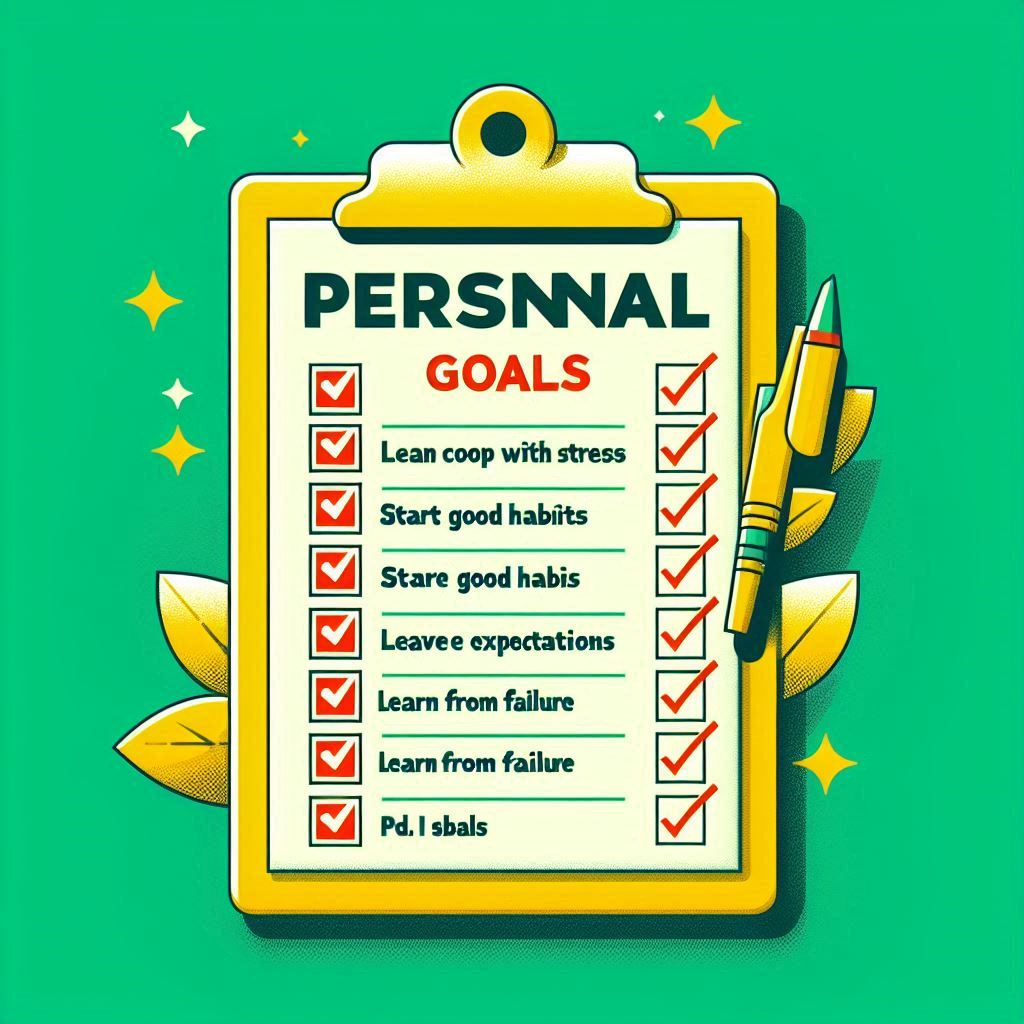 PERSNNAL
GOALS
Lean coop with stress
Start good habiits
Stare good habis
Leavee expectations
Learn from failure
Learn from failure
Pd. I sbals